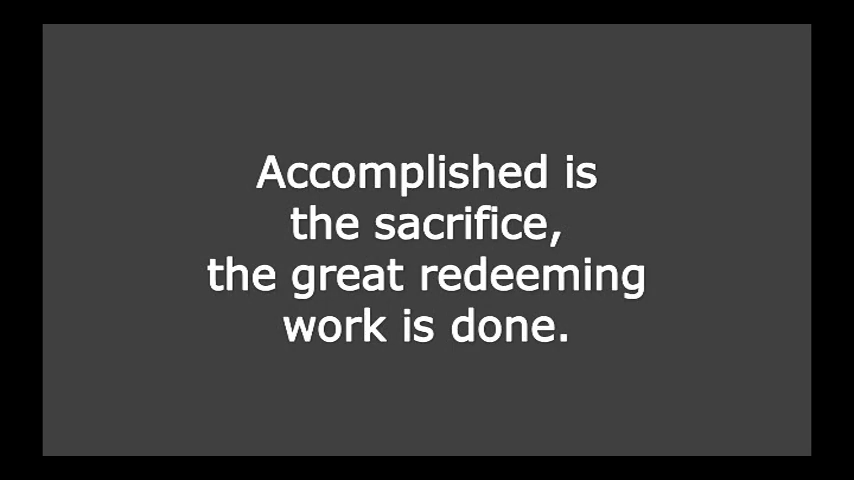 Accomplished is
the sacrifice,
the great redeeming
work is done.